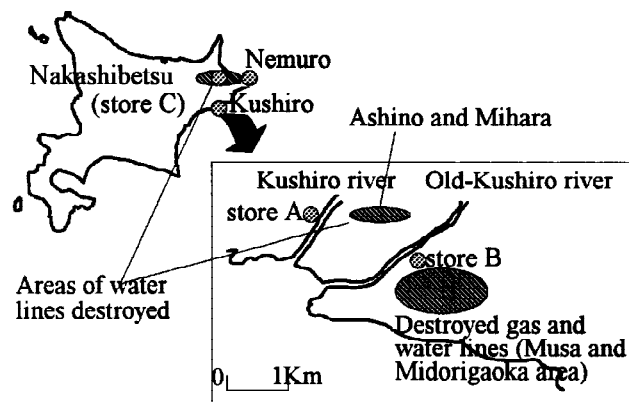 Nemuro
Nakashibetsu
(store C)
Kushiro
Ashino and Mihara
Kushiro river
Old-Kushiro river
store A
store B
Areas of water
lines destroyed
Destroyed gas and
water lines (Musa and
Midorigaoka area)
0
1Km